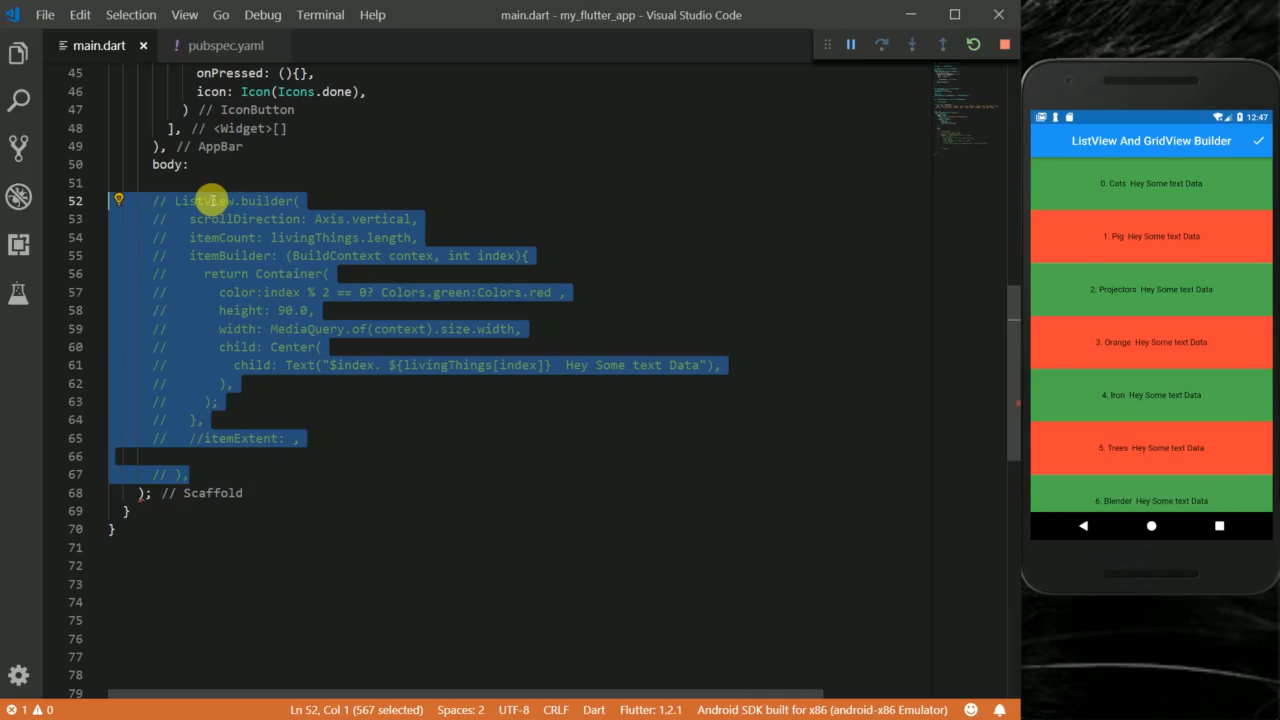 File Edit Selection View Go Debug Terminal Help main.dart - my_flutter_app - Visual Studio Code
main.dart pubspec.yaml
45 onPressed: (){},
46 icon: Icon(Icons.done),
47 ) // IconButton
48 ], // <Widget>[]
49 ), // AppBar
50 body:
51
52 // ListView.builder(
53 // scrollDirection: Axis.vertical,
54 // itemCount: livingThings.length,
55 // itemBuilder: (BuildContext contex, int index){
56 // return Container(
57 // color:index % 2 == 0? Colors.green:Colors.red ,
58 // height: 90.0,
59 // width: MediaQuery.of(context).size.width,
60 // child: Center(
61 // child: Text("$index. ${livingThings[index]}  Hey Some text Data"),
62 // ),
63 // );
64 // },
65 // //itemExtent: ,
66
67 // ),
68 ); // Scaffold
69 }
70 }
71
72
73
74
75
76
77
78
79
1 0 Ln 52, Col 1 (567 selected) Spaces: 2 UTF-8 CRLF Dart Flutter: 1.2.1 Android SDK built for x86 (android-x86 Emulator)
12:47
ListView And GridView Builder
0. Cats Hey Some text Data
1. Pig Hey Some text Data
2. Projectors Hey Some text Data
3. Orange Hey Some text Data
4. Iron Hey Some text Data
5. Trees Hey Some text Data
6. Blender Hey Some text Data